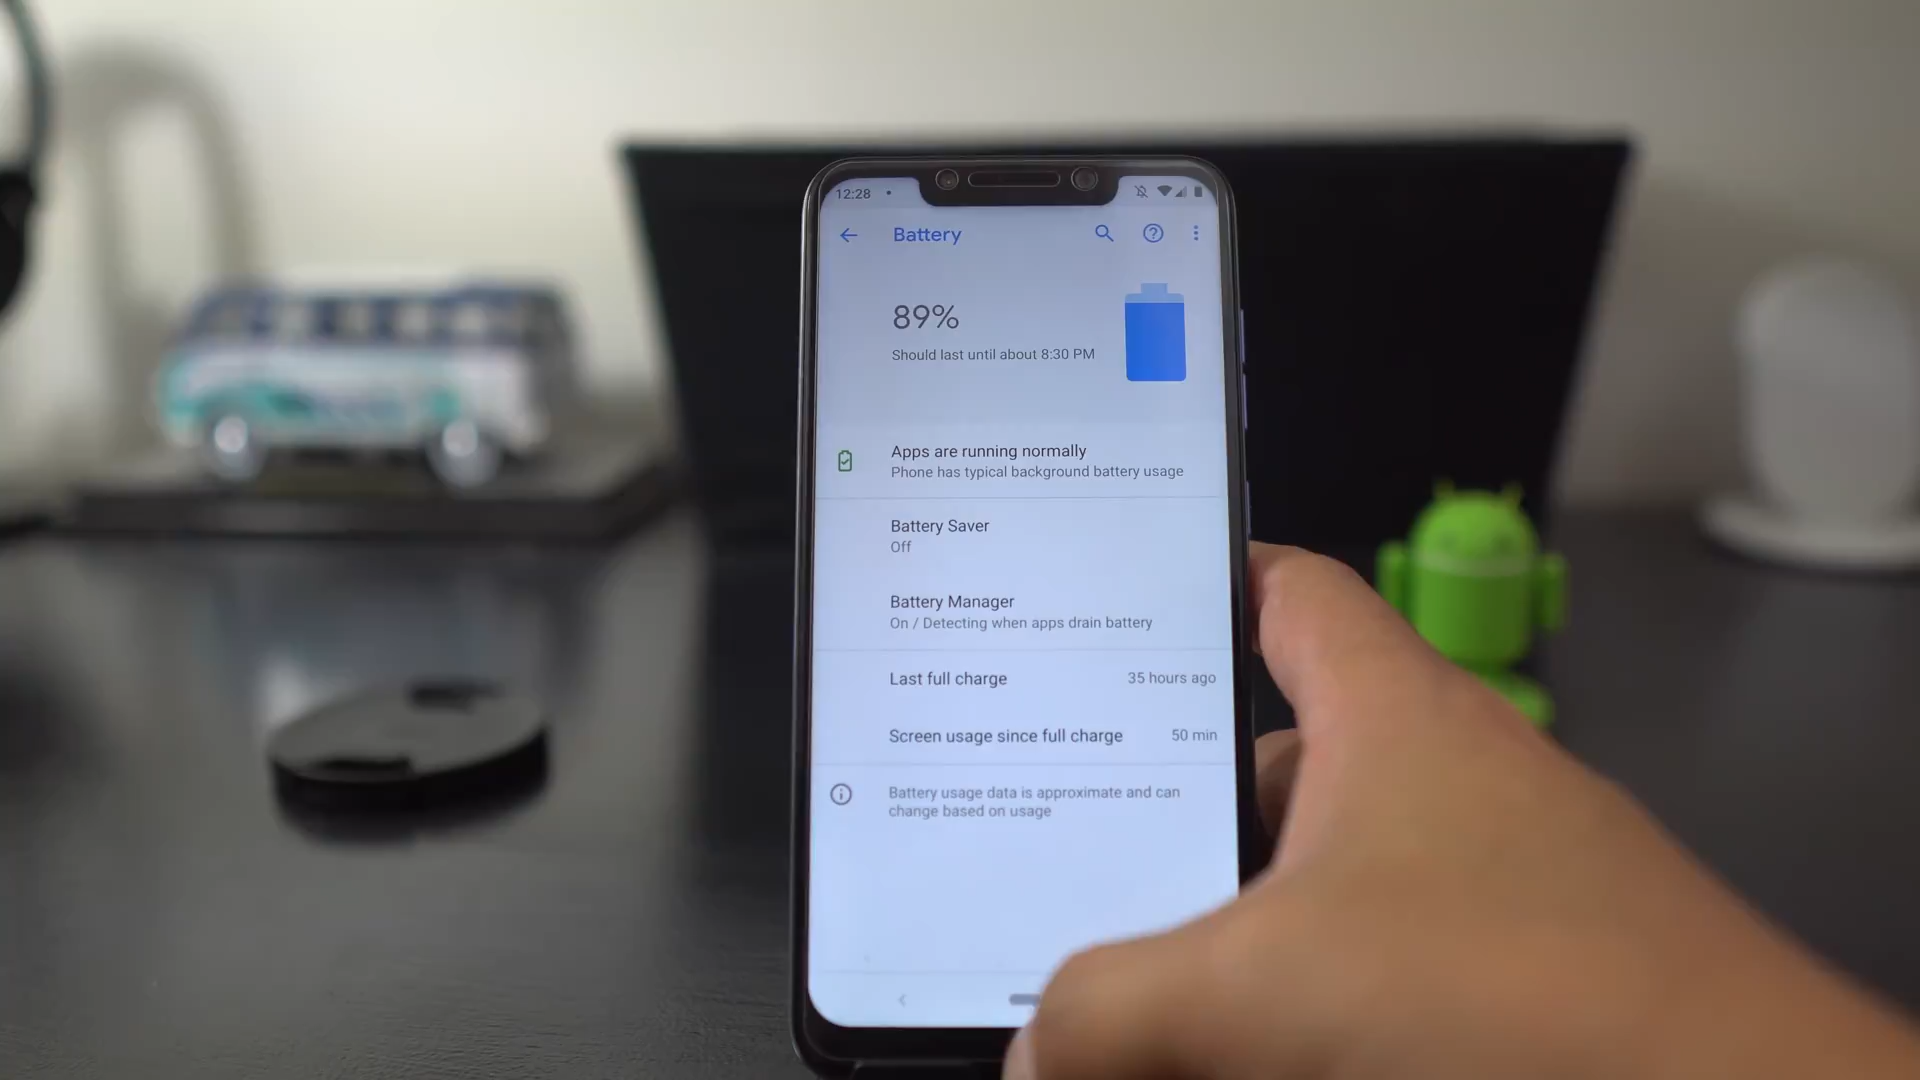 12:28
Battery
89%
Should last until about 8:30 PM
Apps are running normally
Phone has typical background battery usage
Battery Saver
Off
Battery Manager
On / Detecting when apps drain battery
Last full charge 35 hours ago
Screen usage since full charge 50 min
Battery usage data is approximate and can
change based on usage